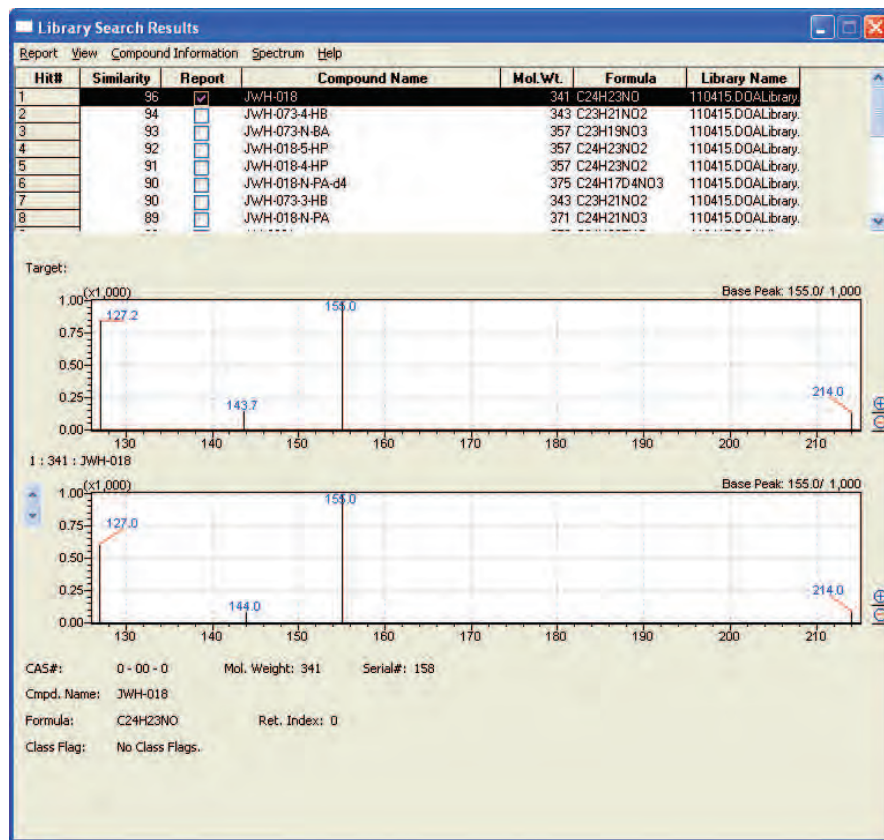 Library Search Results
Report View Compound Information Spectrum Help
Hit# Similarity Report Compound Name Mol.Wt. Formula Library Name
1 96 JWH-018 341 C24H23NO 110415.DOALibrary.
2 94 JWH-073-4-HB 343 C23H21NO2 110415.DOALibrary.
3 93 JWH-073-N-BA 357 C23H19NO3 110415.DOALibrary.
4 92 JWH-018-5-HP 357 C24H23NO2 110415.DOALibrary.
5 91 JWH-018-4-HP 357 C24H23NO2 110415.DOALibrary.
6 90 JWH-018-N-PA-d4 375 C24H17D4NO3 110415.DOALibrary.
7 90 JWH-073-3-HB 343 C23H21NO2 110415.DOALibrary.
8 89 JWH-018-N-PA 371 C24H21NO3 110415.DOALibrary.
Target:
(x1,000) Base Peak: 155.0/ 1,000
1.00 155.0
127.2
0.75
0.50
0.25 143.7 214.0
0.00
130 140 150 160 170 180 190 200 210
1 : 341 : JWH-018
(x1,000) Base Peak: 155.0/ 1,000
1.00 155.0
0.75 127.0
0.50
0.25 144.0 214.0
0.00
130 140 150 160 170 180 190 200 210
CAS#: 0 - 00 - 0 Mol. Weight: 341 Serial#: 158
Cmpd. Name: JWH-018
Formula: C24H23NO Ret. Index: 0
Class Flag: No Class Flags.